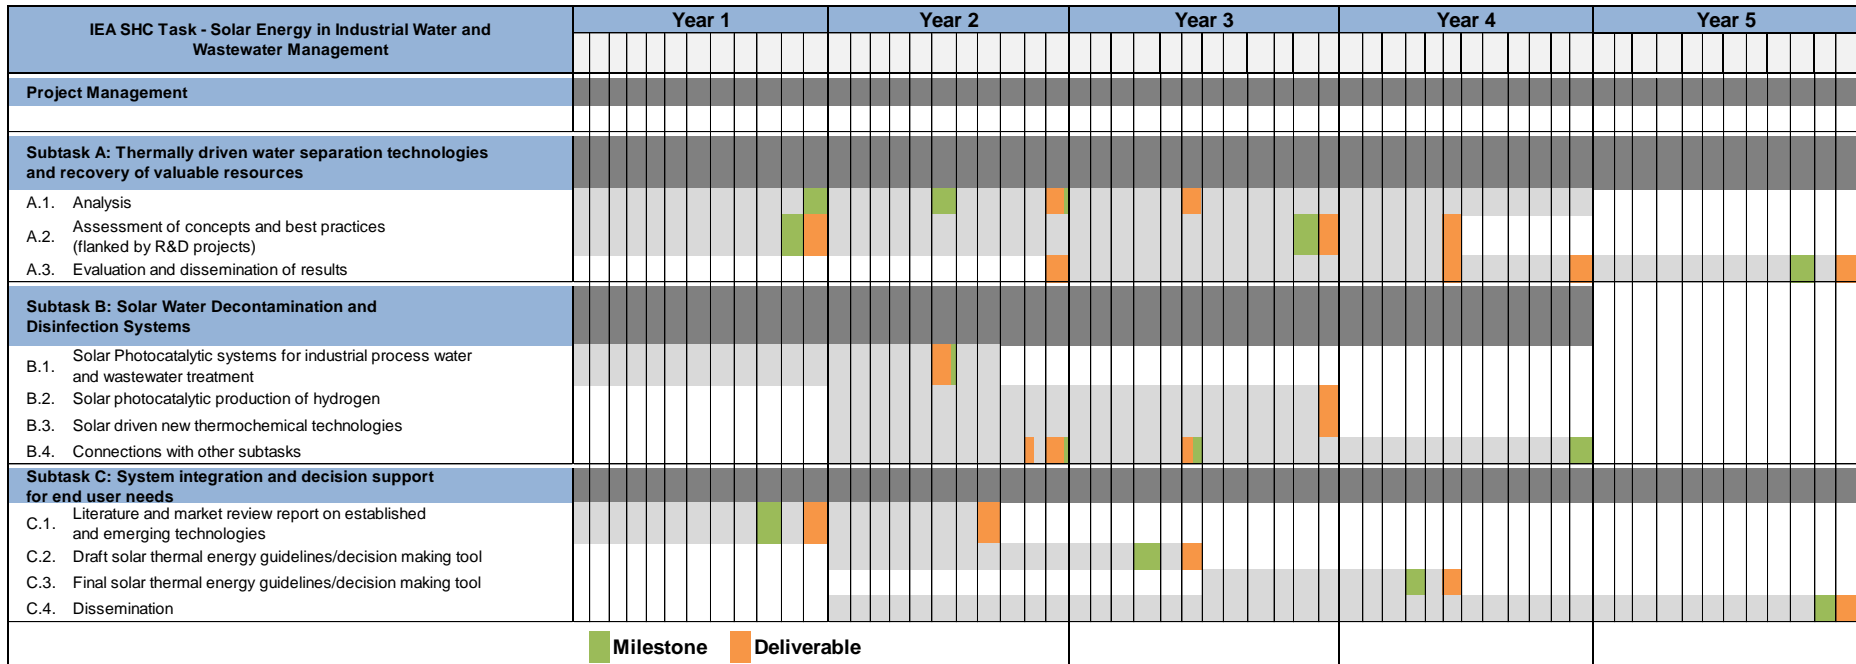 IEA SHC Task - Solar Energy in Industrial Water and
Wastewater Management
Year 1
Year 2
Year 3
Year 4
Year 5
Project Management
Subtask A: Thermally driven water separation technologies
and recovery of valuable resources
A.1. Analysis
A.2. Assessment of concepts and best practices
(flanked by R&D projects)
A.3. Evaluation and dissemination of results
Subtask B: Solar Water Decontamination and
Disinfection Systems
B.1. Solar Photocatalytic systems for industrial process water
and wastewater treatment
B.2. Solar photocatalytic production of hydrogen
B.3. Solar driven new thermochemical technologies
B.4. Connections with other subtasks
Subtask C: System integration and decision support
for end user needs
C.1. Literature and market review report on established
and emerging technologies
C.2. Draft solar thermal energy guidelines/decision making tool
C.3. Final solar thermal energy guidelines/decision making tool
C.4. Dissemination
Milestone
Deliverable